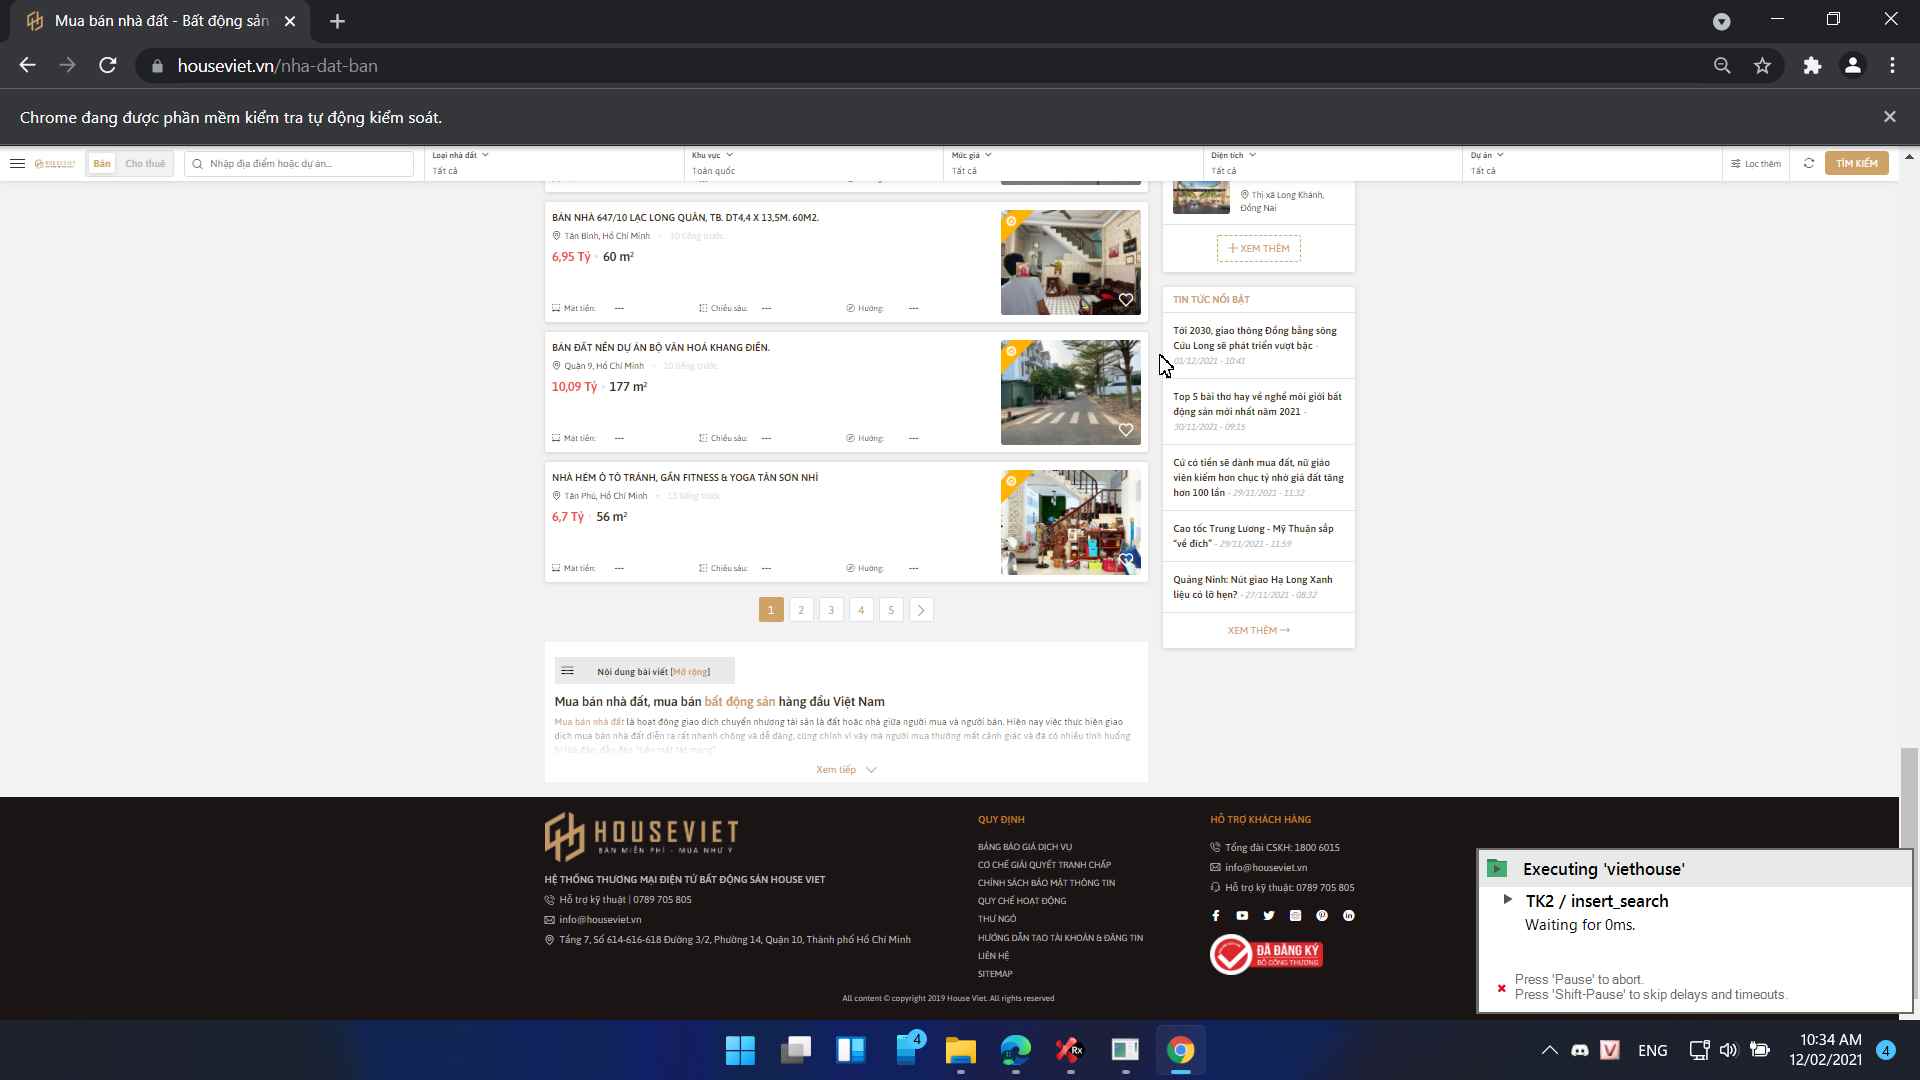 Mua bán nhà đất - Bất động sản
houseviet.vn/nha-dat-ban
Chrome đang được phần mềm kiểm tra tự động kiểm soát.
HOUSEVIET
Bán
Cho thuê
Nhập địa điểm hoặc dự án...
Loại nhà đất
Tất cả
Khu vực
Toàn quốc
Mức giá
Tất cả
Diện tích
Tất cả
Dự án
Tất cả
Lọc thêm
TÌM KIẾM
BÁN NHÀ 647/10 LẠC LONG QUÂN, TB. DT4,4 X 13,5M. 60M2.
Tân Bình, Hồ Chí Minh · 10 tiếng trước
6,95 Tỷ · 60 m²
Mặt tiền: --- Chiều sâu: --- Hướng: ---
BÁN ĐẤT NỀN DỰ ÁN BỘ VĂN HOÁ KHANG ĐIỀN.
Quận 9, Hồ Chí Minh · 10 tiếng trước
10,09 Tỷ · 177 m²
Mặt tiền: --- Chiều sâu: --- Hướng: ---
NHÀ HẺM Ô TÔ TRÁNH, GẦN FITNESS & YOGA TÂN SƠN NHÌ
Tân Phú, Hồ Chí Minh
6,7 Tỷ · 56 m²
Mặt tiền: --- Chiều sâu: --- Hướng: ---
1 2 3 4 5
Thị xã Long Khánh,
Đồng Nai
XEM THÊM
TIN TỨC NỔI BẬT
Tới 2030, giao thông Đồng bằng sông
Cửu Long sẽ phát triển vượt bậc -
01/12/2021 - 10:41
Top 5 bài thơ hay về nghề môi giới bất
động sản mới nhất năm 2021 -
30/11/2021 - 09:15
Cứ có tiền sẽ dành mua đất, nữ giáo
viên kiếm hơn chục tỷ nhờ giá đất tăng
hơn 100 lần - 29/11/2021 - 11:32
Cao tốc Trung Lương - Mỹ Thuận sắp
“về đích” - 29/11/2021 - 11:59
Quảng Ninh: Nút giao Hạ Long Xanh
liệu có lỡ hẹn? - 27/11/2021 - 08:32
XEM THÊM
Nội dung bài viết [Mở rộng]
Mua bán nhà đất, mua bán bất động sản hàng đầu Việt Nam
Mua bán nhà đất là hoạt động giao dịch chuyển nhượng tài sản là đất hoặc nhà giữa người mua và người bán. Hiện nay việc thực hiện giao
dịch mua bán nhà đất diễn ra rất nhanh chóng và dễ dàng, cũng chính vì vậy mà người mua thường mất cảnh giác và đã có nhiều tình huống
Xem tiếp
HOUSEVIET
BÁN MIỄN PHÍ - MUA NHƯ Ý
HỆ THỐNG THƯƠNG MẠI ĐIỆN TỬ BẤT ĐỘNG SẢN HOUSE VIET
Hỗ trợ kỹ thuật | 0789 705 805
info@houseviet.vn
Tầng 7, Số 614-616-618 Đường 3/2, Phường 14, Quận 10, Thành phố Hồ Chí Minh
QUY ĐỊNH
BẢNG BÁO GIÁ DỊCH VỤ
CƠ CHẾ GIẢI QUYẾT TRANH CHẤP
CHÍNH SÁCH BẢO MẬT THÔNG TIN
QUY CHẾ HOẠT ĐỘNG
THƯ NGỎ
HƯỚNG DẪN TẠO TÀI KHOẢN & ĐĂNG TIN
LIÊN HỆ
SITEMAP
HỖ TRỢ KHÁCH HÀNG
Tổng đài CSKH: 1800 6015
info@houseviet.vn
Hỗ trợ kỹ thuật: 0789 705 805
ĐÃ ĐĂNG KÝ
BỘ CÔNG THƯƠNG
All content © copyright 2019 House Viet. All rights reserved
Executing 'viethouse'
TK2 / insert_search
Waiting for 0ms.
Press 'Pause' to abort.
Press 'Shift-Pause' to skip delays and timeouts.
4
Rx
V
ENG
10:34 AM
12/02/2021
4